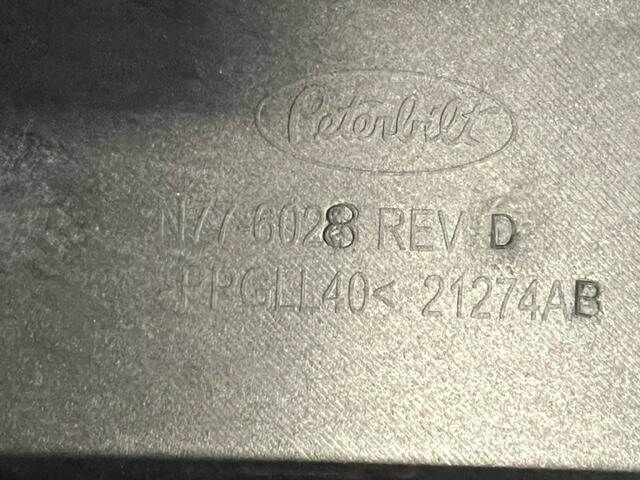 Peterbilt
N77-6028 REV D
>PPGLL40< 21274AB